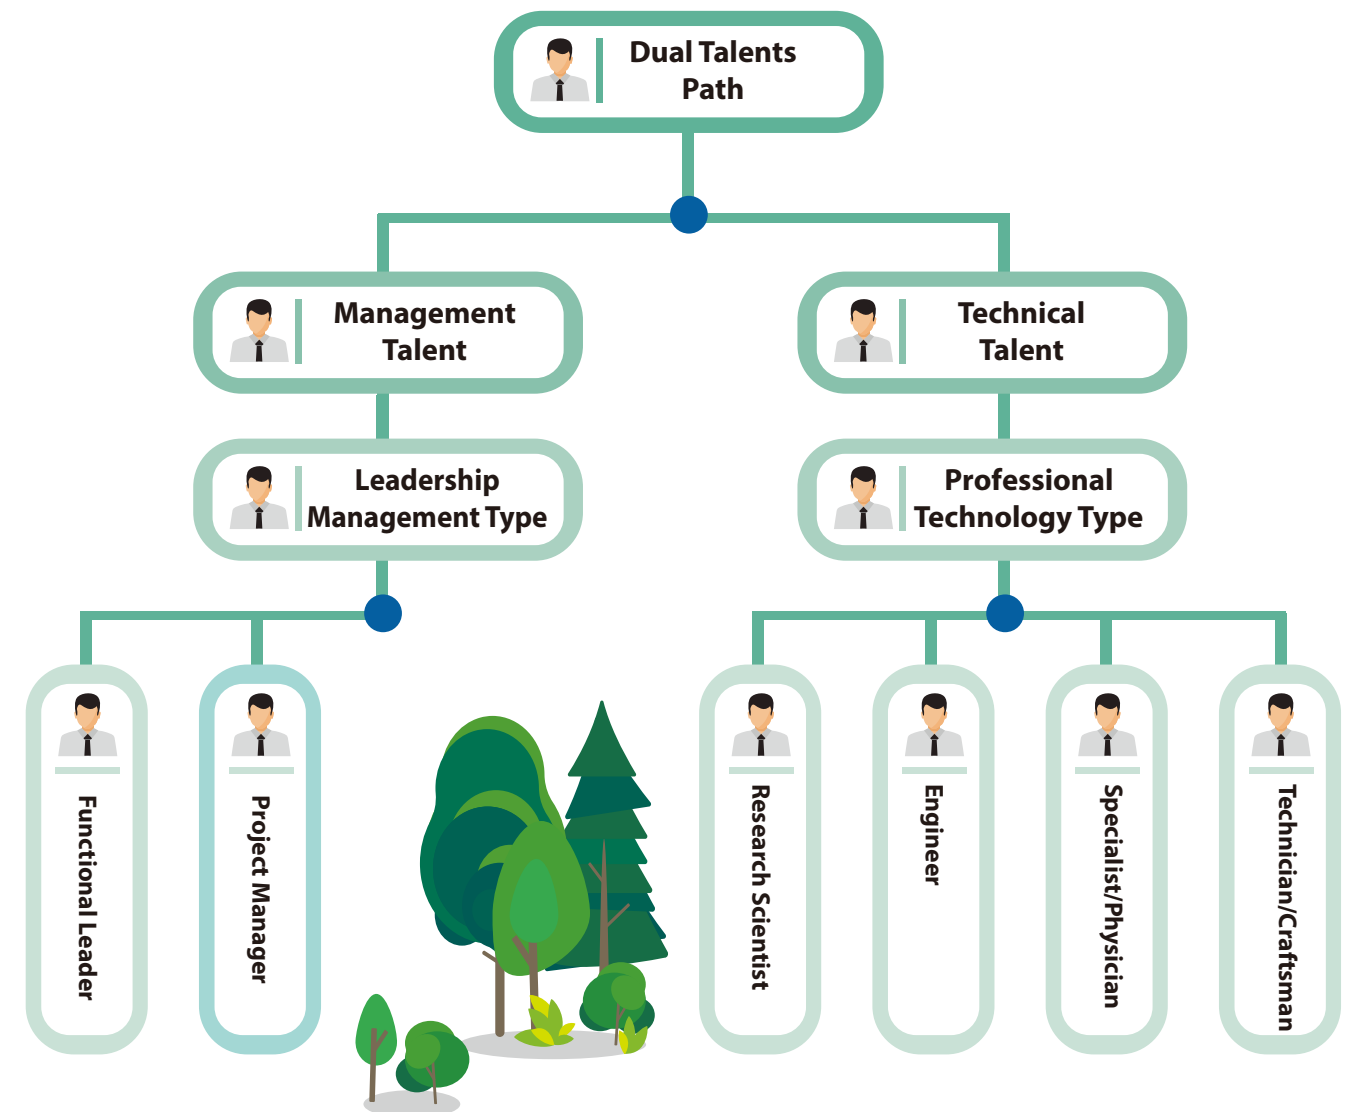 Dual Talents
Path
Management
Talent
Technical
Talent
Leadership
Management Type
Professional
Technology Type
Functional Leader
Project Manager
Research Scientist
Engineer
Specialist/Physician
Technician/Craftsman